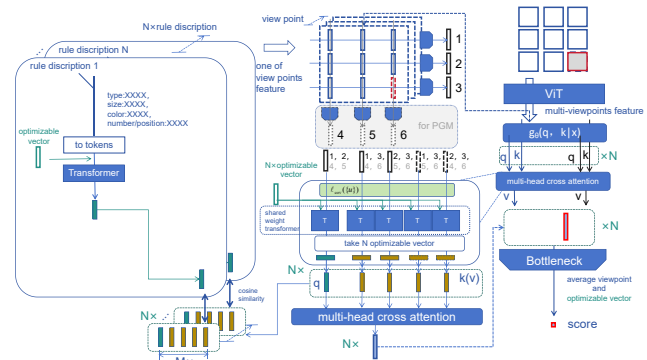 N×rule discription
rule discription N
rule discription 1
type:XXXX,
size:XXXX,
color:XXXX,
number/position:XXXX
optimizable
vector
to tokens
Transformer
cosine
similarity
N×
view point
one of
view points
feature
1
2
3
4
5
6
for PGM
N×optimizable
vector
1, 2,
4, 5
1, 2, 3,
4, 5, 6
1, 3,
4, 6
1, 2, 3,
4, 5, 6
2, 3,
shared
weight
transformer
T
T
T
T
T
take N optimizable vector
N×
q
k(v)
multi-head cross attention
N×
ViT
multi-viewpoints feature
q
k
q
k
×N
multi-head cross attention
v
v
×N
Bottleneck
average viewpoint
and
optimizable vector
score